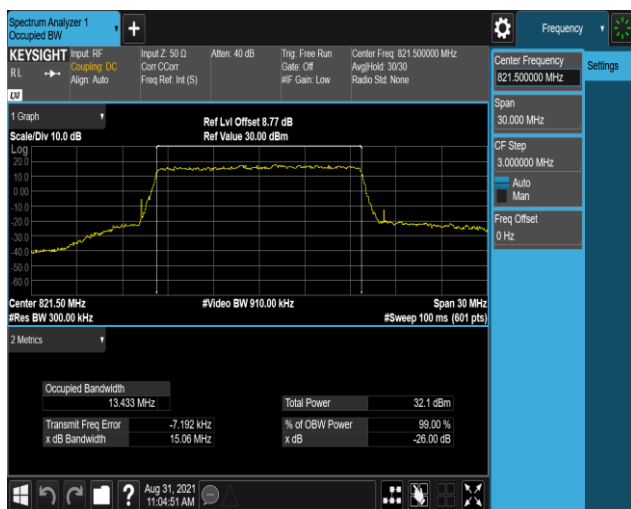 Spectrum Analyzer 1
Occupied BW
+
Frequency
KEYSIGHT
RL
LXI
Input: RF
Coupling: DC
Align: Auto
Input Z: 50 Ω
Corr CCorr
Freq Ref: Int (S)
Atten: 40 dB
Trig: Free Run
Gate: Off
#IF Gain: Low
Center Freq: 821.500000 MHz
Avg|Hold: 30/30
Radio Std: None
Center Frequency
821.500000 MHz
Settings
Span
30.000 MHz
CF Step
3.000000 MHz
Auto
Man
Freq Offset
0 Hz
1 Graph
Scale/Div 10.0 dB
Ref Lvl Offset 8.77 dB
Ref Value 30.00 dBm
Log
20.0
10.0
0.00
-10.0
-20.0
-30.0
-40.0
-50.0
-60.0
Center 821.50 MHz
#Res BW 300.00 kHz
#Video BW 910.00 kHz
Span 30 MHz
#Sweep 100 ms (601 pts)
2 Metrics
Occupied Bandwidth
13.433 MHz
Total Power 32.1 dBm
Transmit Freq Error -7.192 kHz
% of OBW Power 99.00 %
x dB Bandwidth 15.06 MHz
x dB -26.00 dB
?
Aug 31, 2021
11:04:51 AM